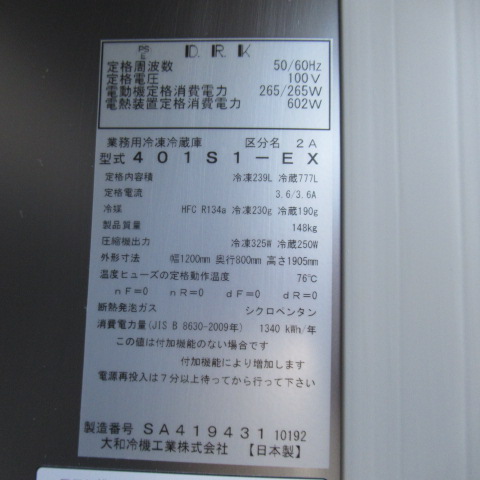 PS
E
D.R.K
定格周波数 50/60Hz
定格電圧 100V
電動機定格消費電力 265/265W
電熱装置定格消費電力 602W
業務用冷凍冷蔵庫 区分名 2A
型式 401S1-EX
定格内容積 冷凍239L 冷蔵777L
定格電流 3.6/3.6A
冷媒 HFC R134a 冷凍230g 冷蔵190g
製品質量 148kg
圧縮機出力 冷凍325W 冷蔵250W
外形寸法 幅1200mm 奥行800mm 高さ1905mm
温度ヒューズの定格動作温度 76℃
nF=0 nR=0 dF=0 dR=0
断熱発泡ガス シクロペンタン
消費電力量(JIS B 8630-2009年) 1340 kWh/年
この値は付加機能のない場合です
付加機能により増加します
電源再投入は7分以上待ってから行って下さい
製造番号 SA419431 10192
大和冷機工業株式会社 【日本製】